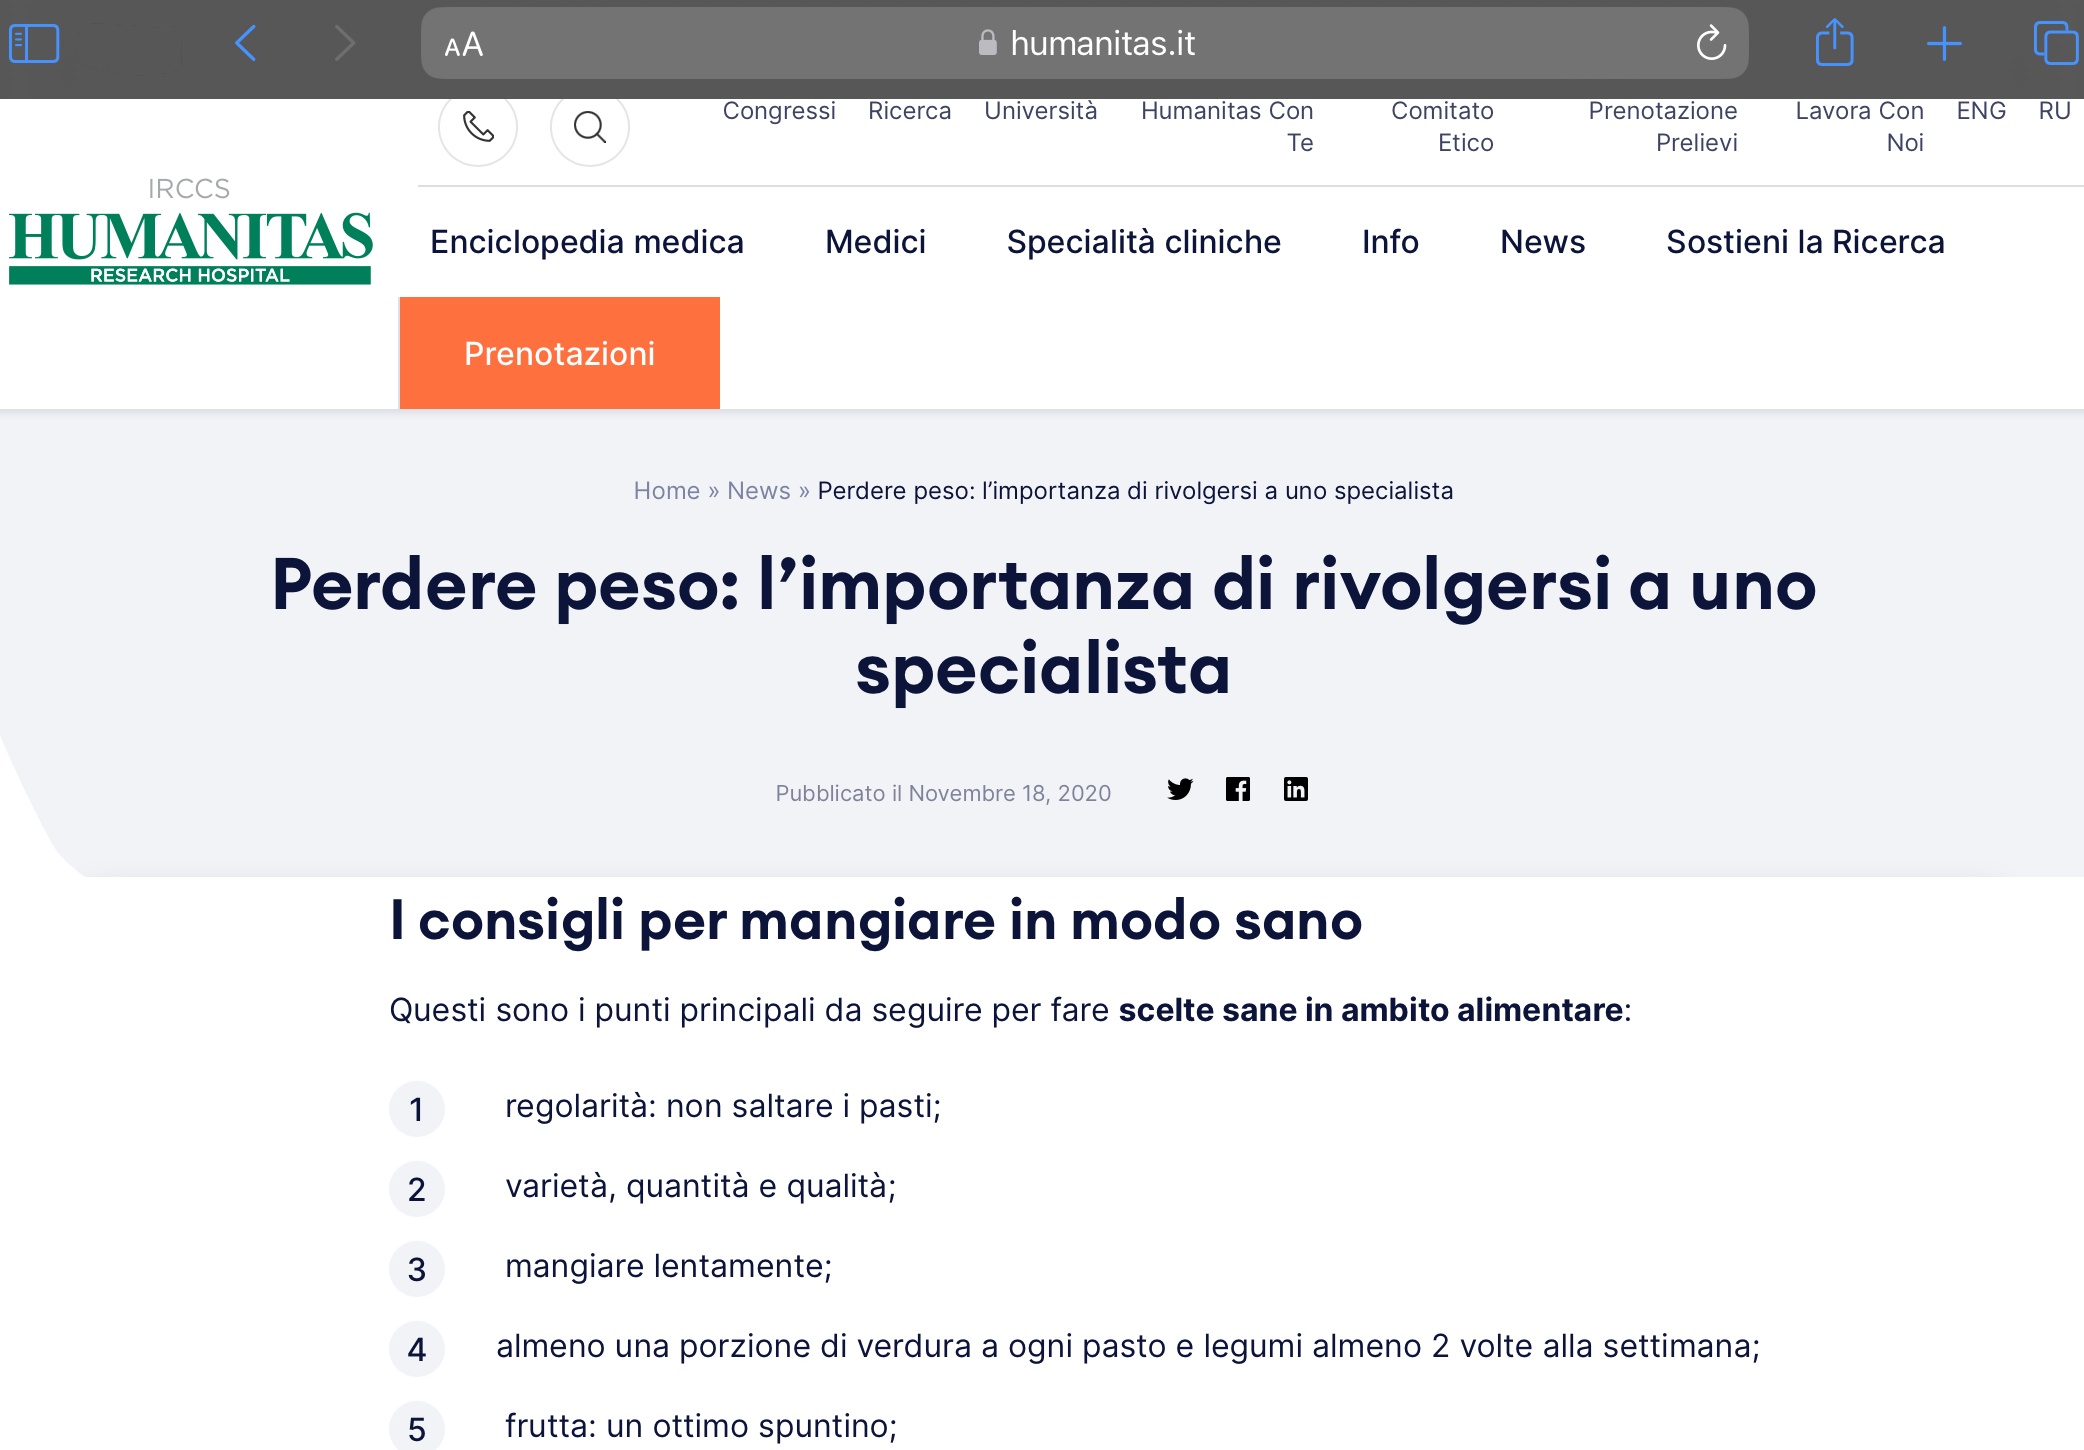 AA
humanitas.it
Congressi Ricerca Università Humanitas Con Te Comitato Etico Prenotazione Prelievi Lavora Con Noi ENG RU
IRCCS
HUMANITAS
RESEARCH HOSPITAL
Enciclopedia medica Medici Specialità cliniche Info News Sostieni la Ricerca
Prenotazioni
Home » News » Perdere peso: l’importanza di rivolgersi a uno specialista
Perdere peso: l’importanza di rivolgersi a uno
specialista
Pubblicato il Novembre 18, 2020
I consigli per mangiare in modo sano
Questi sono i punti principali da seguire per fare scelte sane in ambito alimentare:
1 regolarità: non saltare i pasti;
2 varietà, quantità e qualità;
3 mangiare lentamente;
4 almeno una porzione di verdura a ogni pasto e legumi almeno 2 volte alla settimana;
5 frutta: un ottimo spuntino;